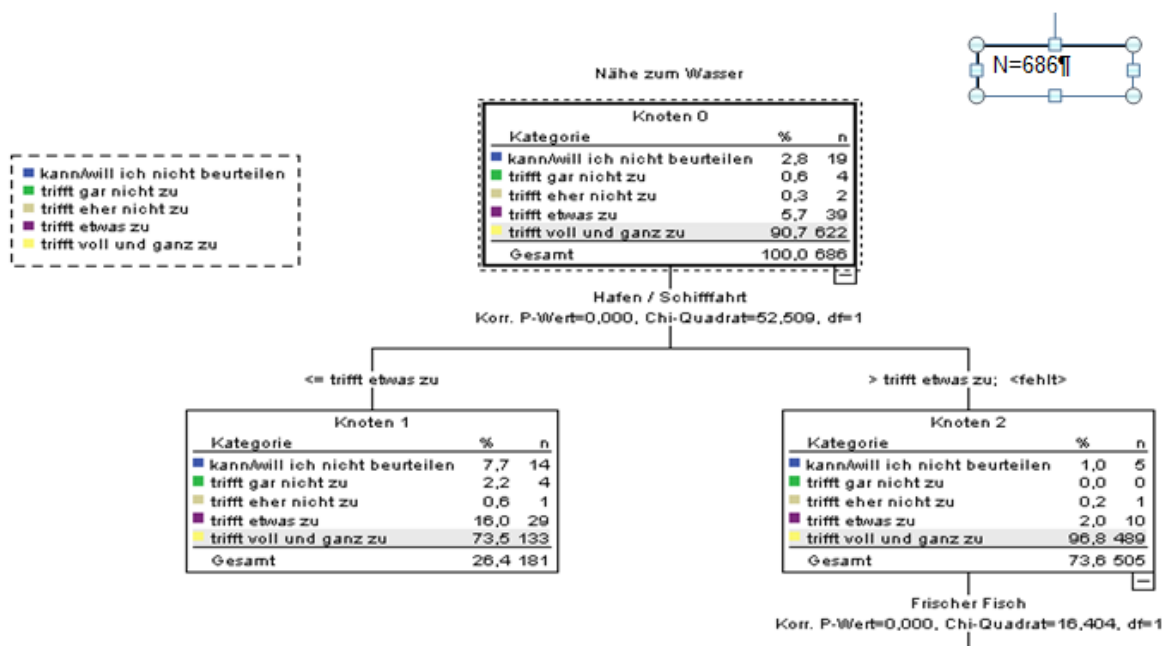 N=686¶
Nähe zum Wasser
Knoten 0
Kategorie % n
kann/will ich nicht beurteilen 2,8 19
trifft gar nicht zu 0,6 4
trifft eher nicht zu 0,3 2
trifft etwas zu 5,7 39
trifft voll und ganz zu 90,7 622
Gesamt 100,0 686
kann/will ich nicht beurteilen
trifft gar nicht zu
trifft eher nicht zu
trifft etwas zu
trifft voll und ganz zu
Hafen / Schifffahrt
Korr. P-Wert=0,000, Chi-Quadrat=52,509, df=1
<= trifft etwas zu
> trifft etwas zu; <fehlt>
Knoten 1
Kategorie % n
kann/will ich nicht beurteilen 7,7 14
trifft gar nicht zu 2,2 4
trifft eher nicht zu 0,6 1
trifft etwas zu 16,0 29
trifft voll und ganz zu 73,5 133
Gesamt 26,4 181
Knoten 2
Kategorie % n
kann/will ich nicht beurteilen 1,0 5
trifft gar nicht zu 0,0 0
trifft eher nicht zu 0,2 1
trifft etwas zu 2,0 10
trifft voll und ganz zu 96,8 489
Gesamt 73,6 505
Frischer Fisch
Korr. P-Wert=0,000, Chi-Quadrat=16,404, df=1